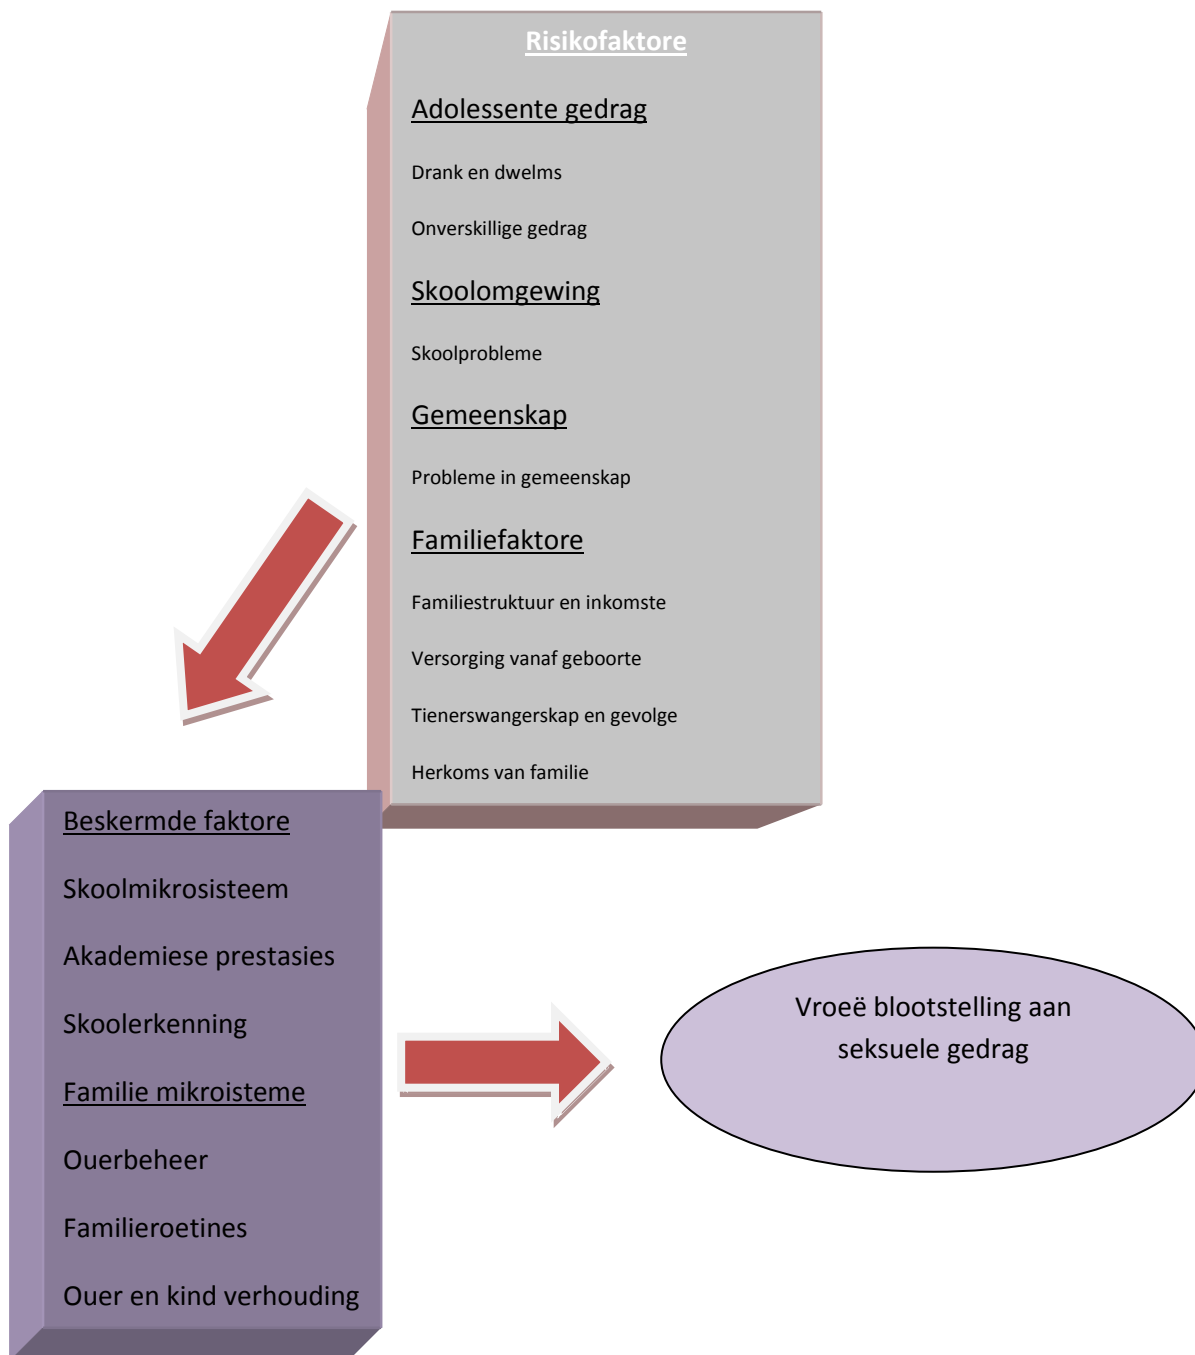 Risikofaktore
Adolessente gedrag
Drank en dwelms
Onverskillige gedrag
Skoolomgewing
Skoolprobleme
Gemeenskap
Probleme in gemeenskap
Familiefaktore
Familiestruktuur en inkomste
Versorging vanaf geboorte
Tienerswangerskap en gevolge
Herkoms van familie
Beskermde faktore
Skoolmikrosisteem
Akademiese prestasies
Skoolerkenning
Familie mikroisteme
Ouerbeheer
Familieroetines
Ouer en kind verhouding
Vroeë blootstelling aan
seksuele gedrag